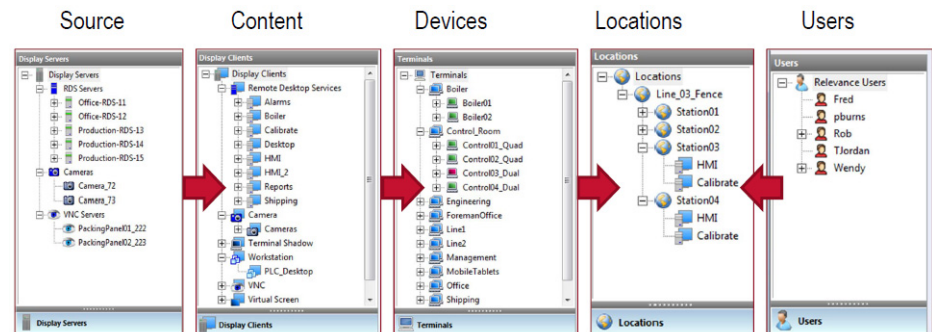 Source
Content
Devices
Locations
Users
Display Servers
Display Servers
RDS Servers
Office-RDS-11
Office-RDS-12
Production-RDS-13
Production-RDS-14
Production-RDS-15
Cameras
Camera_72
Camera_73
VNC Servers
PackingPanel01_222
PackingPanel02_223
Display Servers
Display Clients
Display Clients
Remote Desktop Services
Alarms
Boiler
Calibrate
Desktop
HMI
HMI_2
Reports
Shipping
Camera
Cameras
Terminal Shadow
Workstation
PLC_Desktop
VNC
Virtual Screen
Display Clients
Terminals
Terminals
Boiler
Boiler01
Boiler02
Control_Room
Control01_Quad
Control02_Quad
Control03_Dual
Control04_Dual
Engineering
ForemanOffice
Line1
Line2
Management
MobileTablets
Office
Shipping
Terminals
Locations
Locations
Line_03_Fence
Station01
Station02
Station03
HMI
Calibrate
Station04
HMI
Calibrate
Locations
Users
Relevance Users
Fred
pburns
Rob
TJordan
Wendy
Users